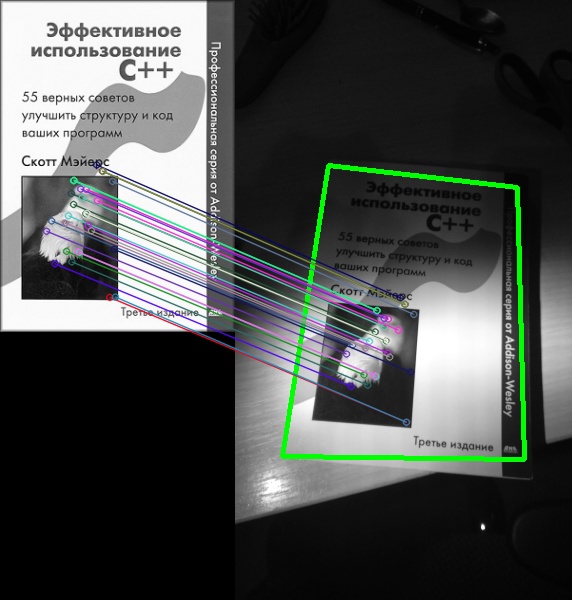 Эффективное
использование
C++
55 верных советов
улучшить структуру и код
ваших программ
Скотт Мэйерс
Третье издание
Профессиональная серия от Addison-Wesley
Эффективное
использование
C++
55 верных советов
улучшить структуру и код
ваших программ
Скотт Мэйерс
Третье издание
Профессиональная серия от Addison-Wesley